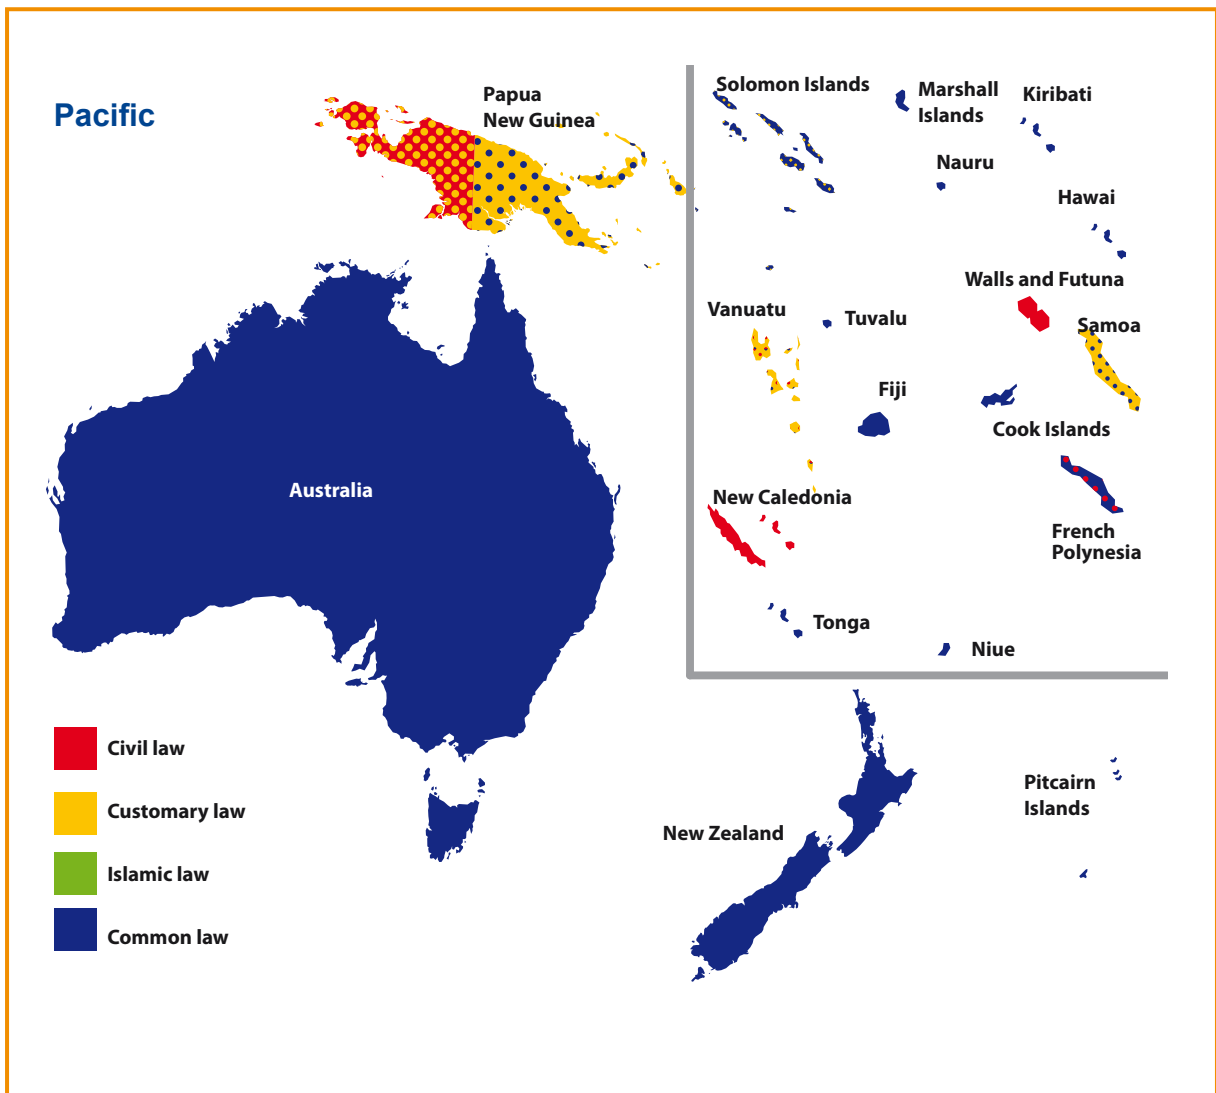 Pacific
Papua
New Guinea
Solomon Islands
Marshall
Islands
Kiribati
Nauru
Hawai
Walls and Futuna
Vanuatu
Tuvalu
Samoa
Fiji
Cook Islands
Australia
New Caledonia
French
Polynesia
Tonga
Niue
Civil law
Customary law
Islamic law
Common law
New Zealand
Pitcairn
Islands